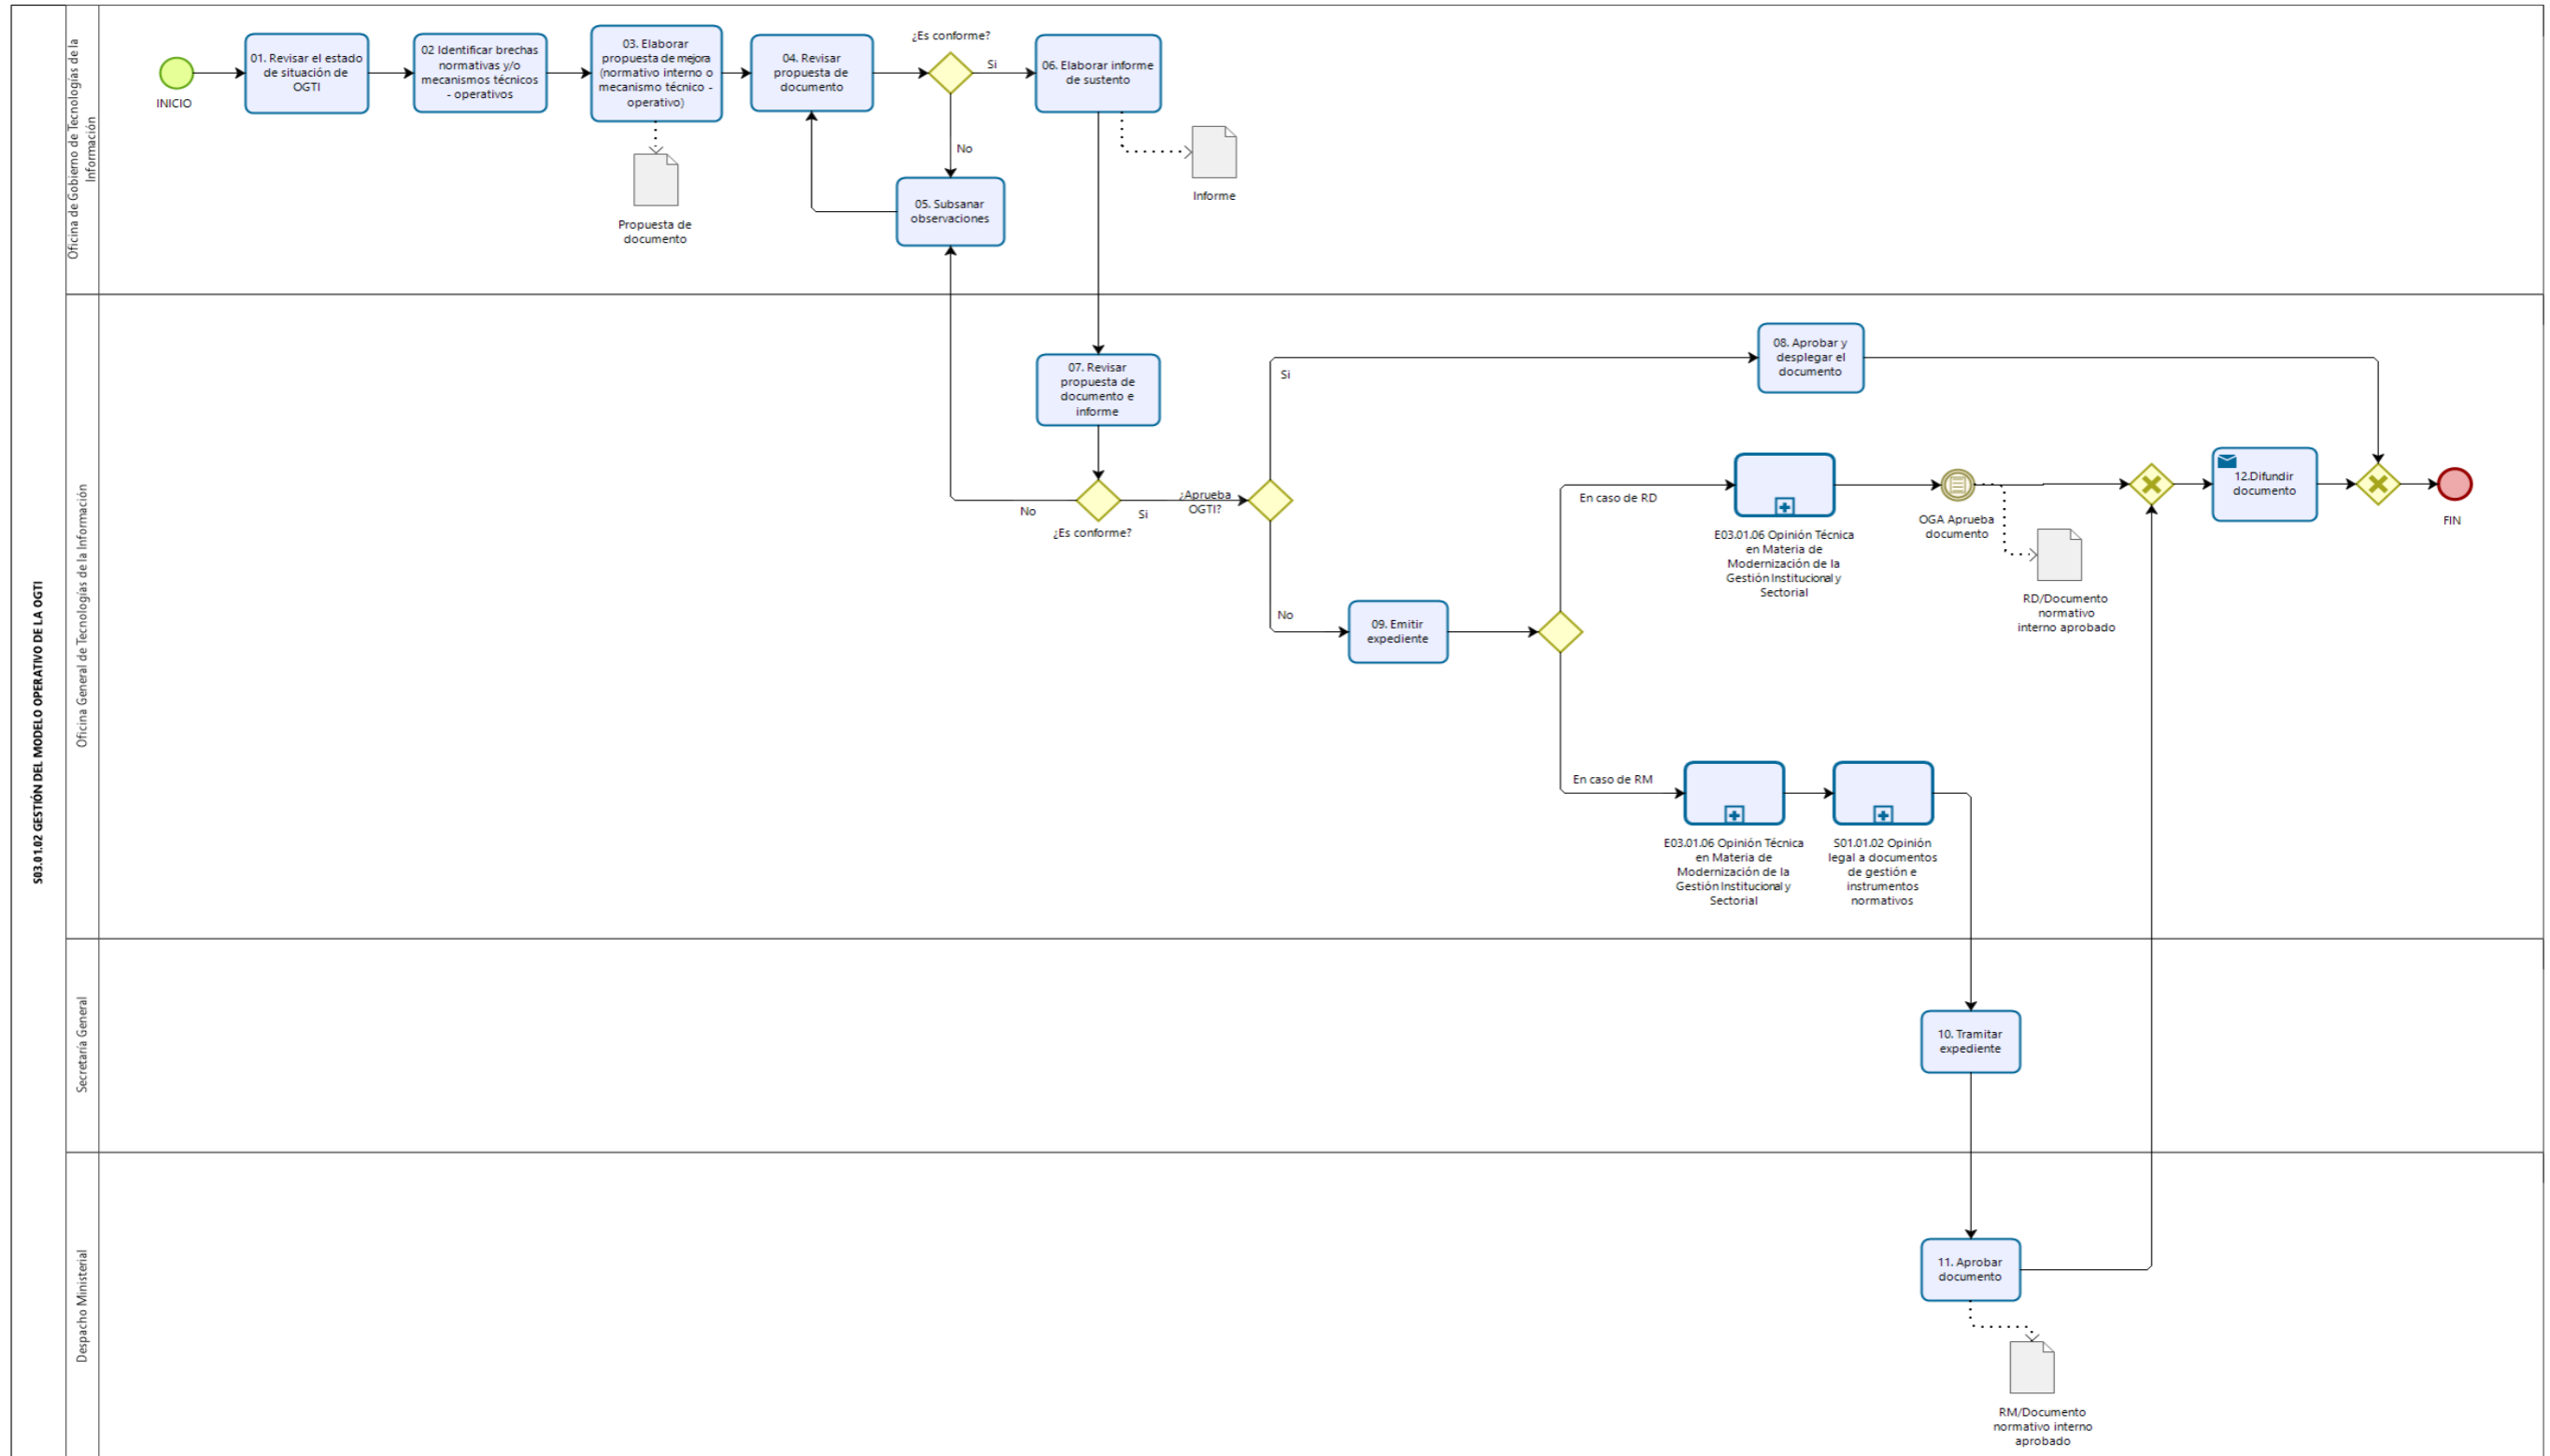 S03.01.02 GESTIÓN DEL MODELO OPERATIVO DE LA OGTI
Oficina de Gobierno de Tecnologías de la
Información
INICIO
01. Revisar el estado
de situación de
OGTI
02 Identificar brechas
normativas y/o
mecanismos técnicos
- operativos
03. Elaborar
propuesta de mejora
(normativo interno o
mecanismo técnico -
operativo)
Propuesta de
documento
04. Revisar
propuesta de
documento
¿Es conforme?
Si
No
05. Subsanar
observaciones
06. Elaborar informe
de sustento
Informe
Oficina General de Tecnologías de la Información
07. Revisar
propuesta de
documento e
informe
No
¿Es conforme?
Si
¿Aprueba
OGTI?
Si
08. Aprobar y
desplegar el
documento
No
09. Emitir
expediente
En caso de RD
E03.01.06 Opinión Técnica
en Materia de
Modernización de la
Gestión Institucional y
Sectorial
OGA Aprueba
documento
RD/Documento
normativo
interno aprobado
12.Difundir
documento
FIN
En caso de RM
E03.01.06 Opinión Técnica
en Materia de
Modernización de la
Gestión Institucional y
Sectorial
S01.01.02 Opinión
legal a documentos
de gestión e
instrumentos
normativos
Secretaría General
10. Tramitar
expediente
Despacho Ministerial
11. Aprobar
documento
RM/Documento
normativo interno
aprobado